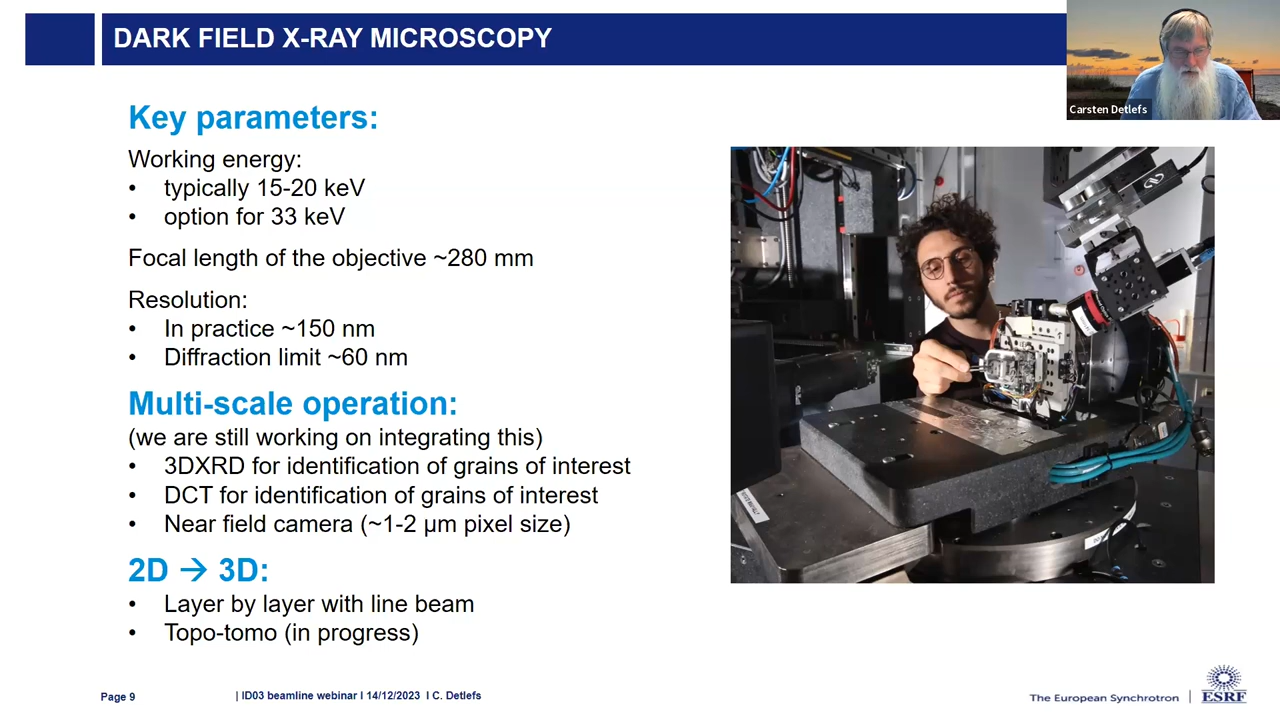 DARK FIELD X-RAY MICROSCOPY
Carsten Detlefs
Key parameters:
Working energy:
• typically 15-20 keV
• option for 33 keV
Focal length of the objective ~280 mm
Resolution:
• In practice ~150 nm
• Diffraction limit ~60 nm
Multi-scale operation:
(we are still working on integrating this)
• 3DXRD for identification of grains of interest
• DCT for identification of grains of interest
• Near field camera (~1-2 µm pixel size)
2D → 3D:
• Layer by layer with line beam
• Topo-tomo (in progress)
Page 9
| ID03 beamline webinar l 14/12/2023 l C. Detlefs
The European Synchrotron
ESRF